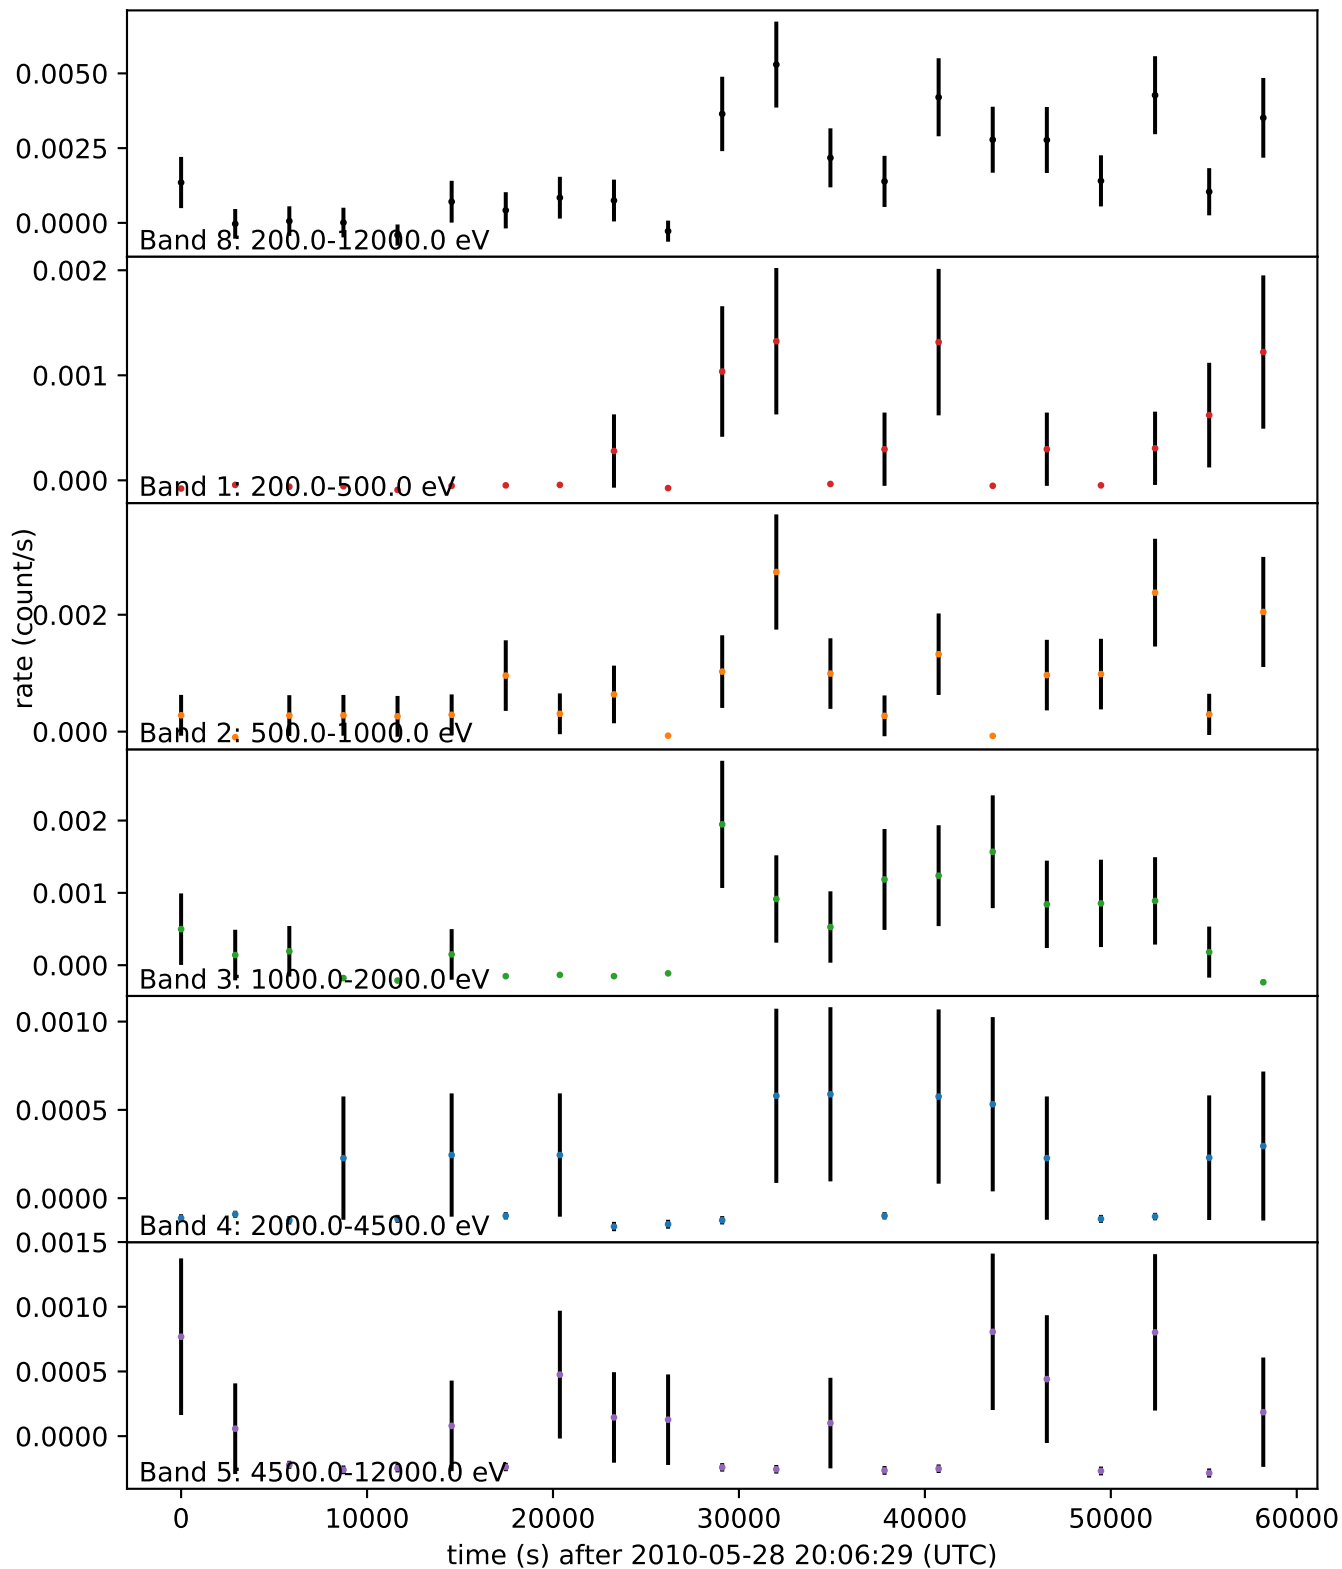 0.0050
0.0025
0.0000
Band 8: 200.0-12000.0 eV
0.002
0.001
0.000
Band 1: 200.0-500.0 eV
rate (count/s)
0.002
0.000
Band 2: 500.0-1000.0 eV
0.002
0.001
0.000
Band 3: 1000.0-2000.0 eV
0.0010
0.0005
0.0000
Band 4: 2000.0-4500.0 eV
0.0015
0.0010
0.0005
0.0000
Band 5: 4500.0-12000.0 eV
0 10000 20000 30000 40000 50000 60000
time (s) after 2010-05-28 20:06:29 (UTC)